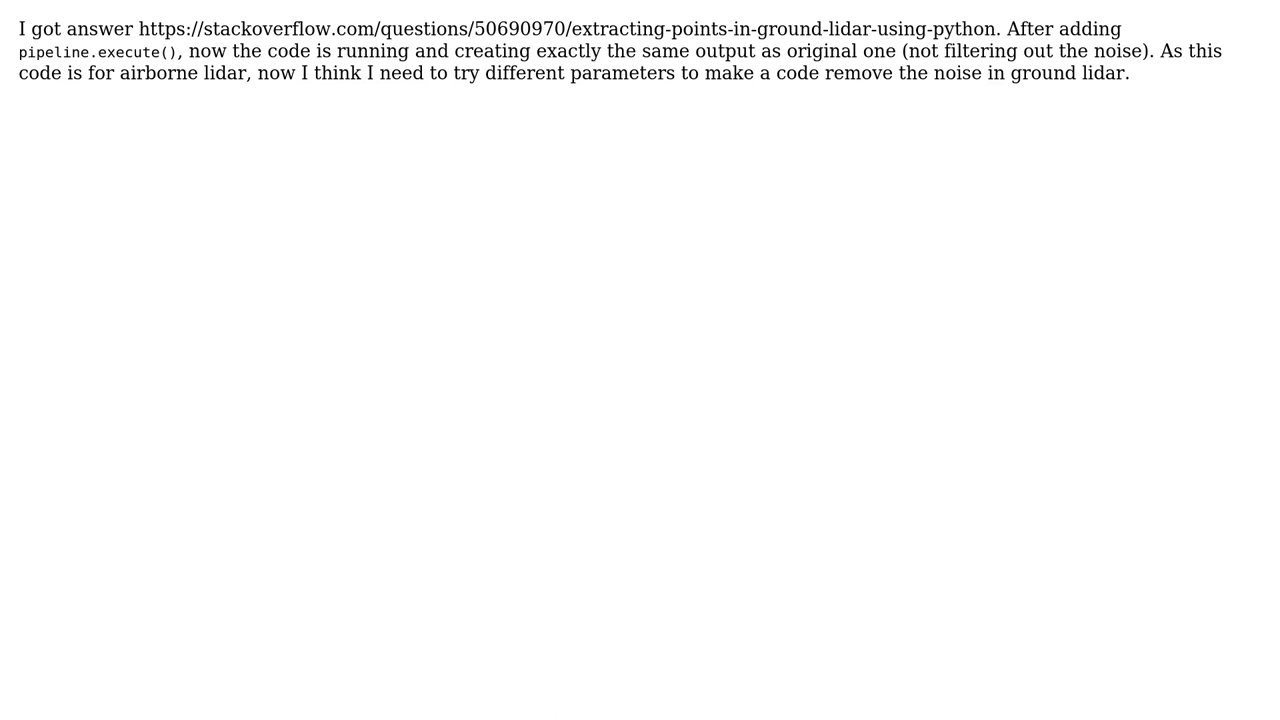 I got answer https://stackoverflow.com/questions/50690970/extracting-points-in-ground-lidar-using-python. After adding
pipeline.execute(), now the code is running and creating exactly the same output as original one (not filtering out the noise). As this
code is for airborne lidar, now I think I need to try different parameters to make a code remove the noise in ground lidar.